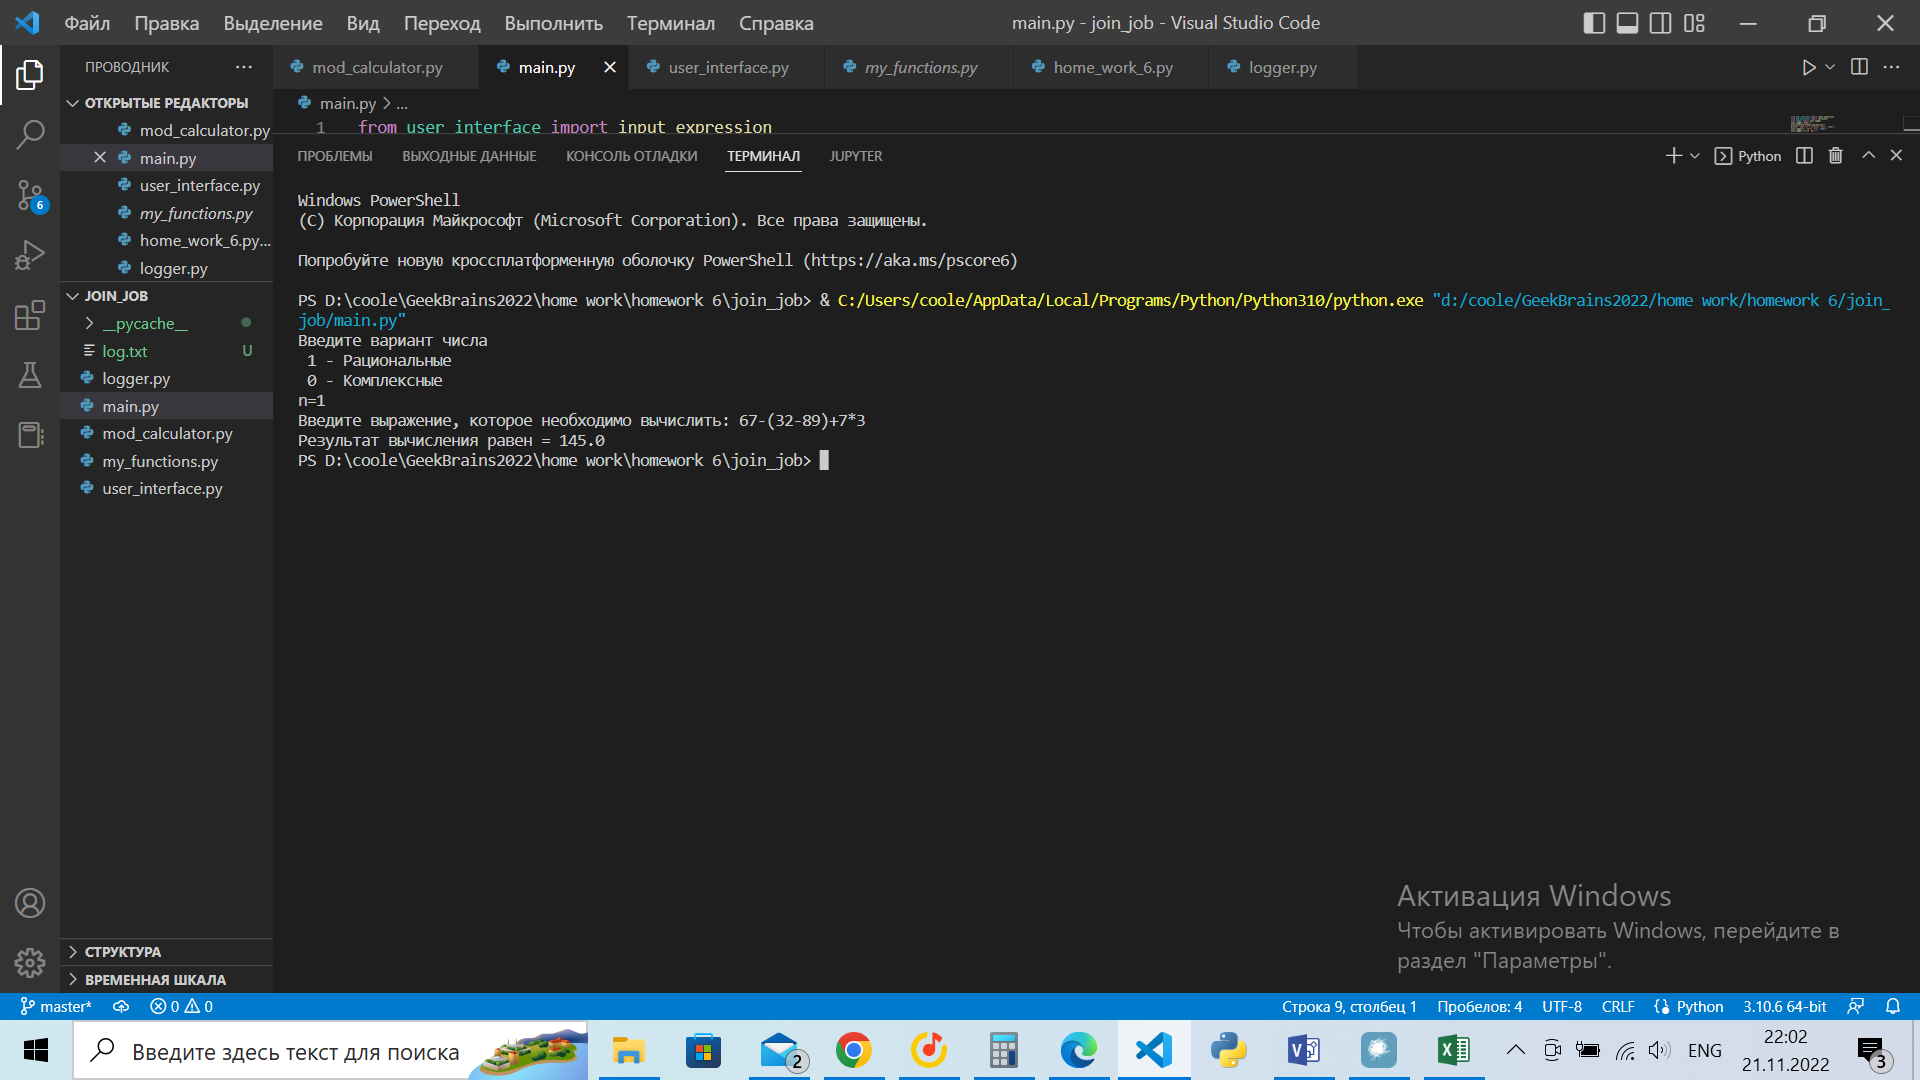 Файл Правка Выделение Вид Переход Выполнить Терминал Справка main.py - join_job - Visual Studio Code
ПРОВОДНИК
mod_calculator.py main.py user_interface.py my_functions.py home_work_6.py logger.py
ОТКРЫТЫЕ РЕДАКТОРЫ
mod_calculator.py
main.py
user_interface.py
my_functions.py
home_work_6.py...
logger.py
JOIN_JOB
__pycache__
log.txt U
logger.py
main.py
mod_calculator.py
my_functions.py
user_interface.py
СТРУКТУРА
ВРЕМЕННАЯ ШКАЛА
6
main.py > ...
1 from user_interface import input_expression
ПРОБЛЕМЫ ВЫХОДНЫЕ ДАННЫЕ КОНСОЛЬ ОТЛАДКИ ТЕРМИНАЛ JUPYTER Python
Windows PowerShell
(C) Корпорация Майкрософт (Microsoft Corporation). Все права защищены.
Попробуйте новую кроссплатформенную оболочку PowerShell (https://aka.ms/pscore6)
PS D:\coole\GeekBrains2022\home work\homework 6\join_job> & C:/Users/coole/AppData/Local/Programs/Python/Python310/python.exe "d:/coole/GeekBrains2022/home work/homework 6/join_
job/main.py"
Введите вариант числа
1 - Рациональные
0 - Комплексные
n=1
Введите выражение, которое необходимо вычислить: 67-(32-89)+7*3
Результат вычисления равен = 145.0
PS D:\coole\GeekBrains2022\home work\homework 6\join_job>
Активация Windows
Чтобы активировать Windows, перейдите в
раздел "Параметры".
master* 0 0 Строка 9, столбец 1 Пробелов: 4 UTF-8 CRLF Python 3.10.6 64-bit
Введите здесь текст для поиска 2 ENG 22:02
21.11.2022 3